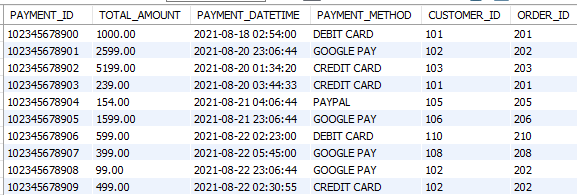 PAYMENT_ID TOTAL_AMOUNT PAYMENT_DATETIME PAYMENT_METHOD CUSTOMER_ID ORDER_ID
102345678900 1000.00 2021-08-18 02:54:00 DEBIT CARD 101 201
102345678901 2599.00 2021-08-20 23:06:44 GOOGLE PAY 102 202
102345678902 5199.00 2021-08-20 01:34:20 CREDIT CARD 103 203
102345678903 239.00 2021-08-20 03:44:33 CREDIT CARD 101 201
102345678904 154.00 2021-08-21 04:06:44 PAYPAL 105 205
102345678905 1599.00 2021-08-21 23:06:44 GOOGLE PAY 106 206
102345678906 599.00 2021-08-22 02:23:00 DEBIT CARD 110 210
102345678907 399.00 2021-08-22 05:45:00 GOOGLE PAY 108 208
102345678908 99.00 2021-08-22 23:06:44 GOOGLE PAY 102 202
102345678909 499.00 2021-08-22 02:30:55 CREDIT CARD 102 202